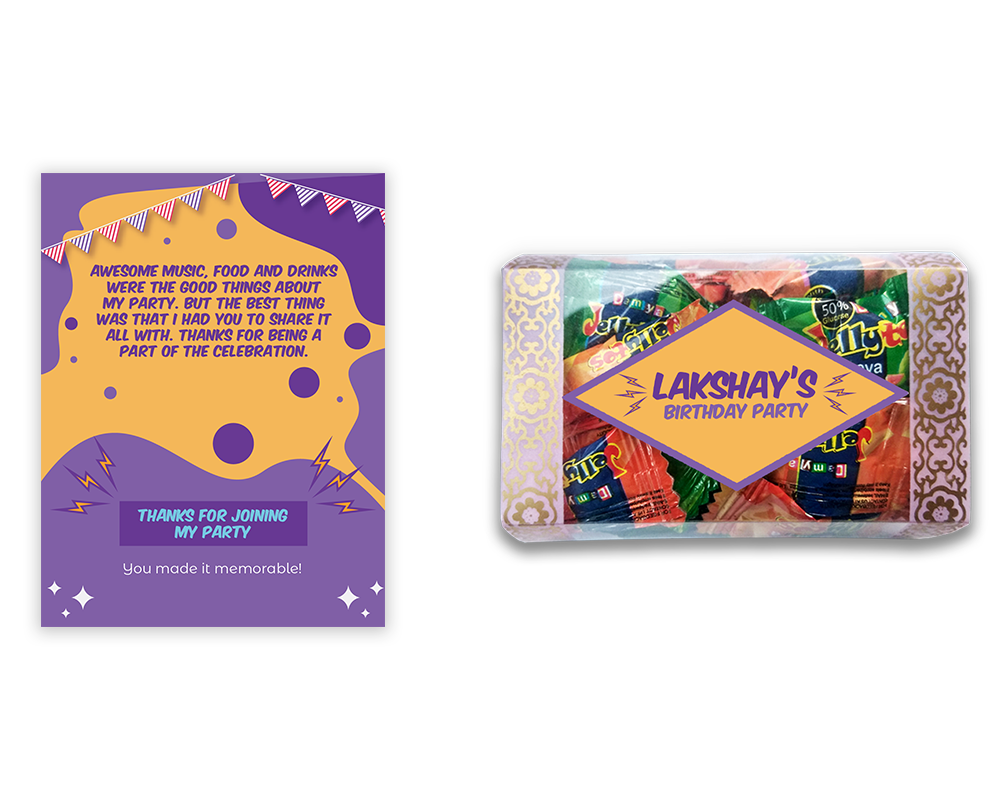 AWESOME MUSIC, FOOD AND DRINKS
WERE THE GOOD THINGS ABOUT
MY PARTY. BUT THE BEST THING
WAS THAT I HAD YOU TO SHARE IT
ALL WITH. THANKS FOR BEING A
PART OF THE CELEBRATION.
THANKS FOR JOINING
MY PARTY
You made it memorable!
50%
LAKSHAY'S
BIRTHDAY PARTY